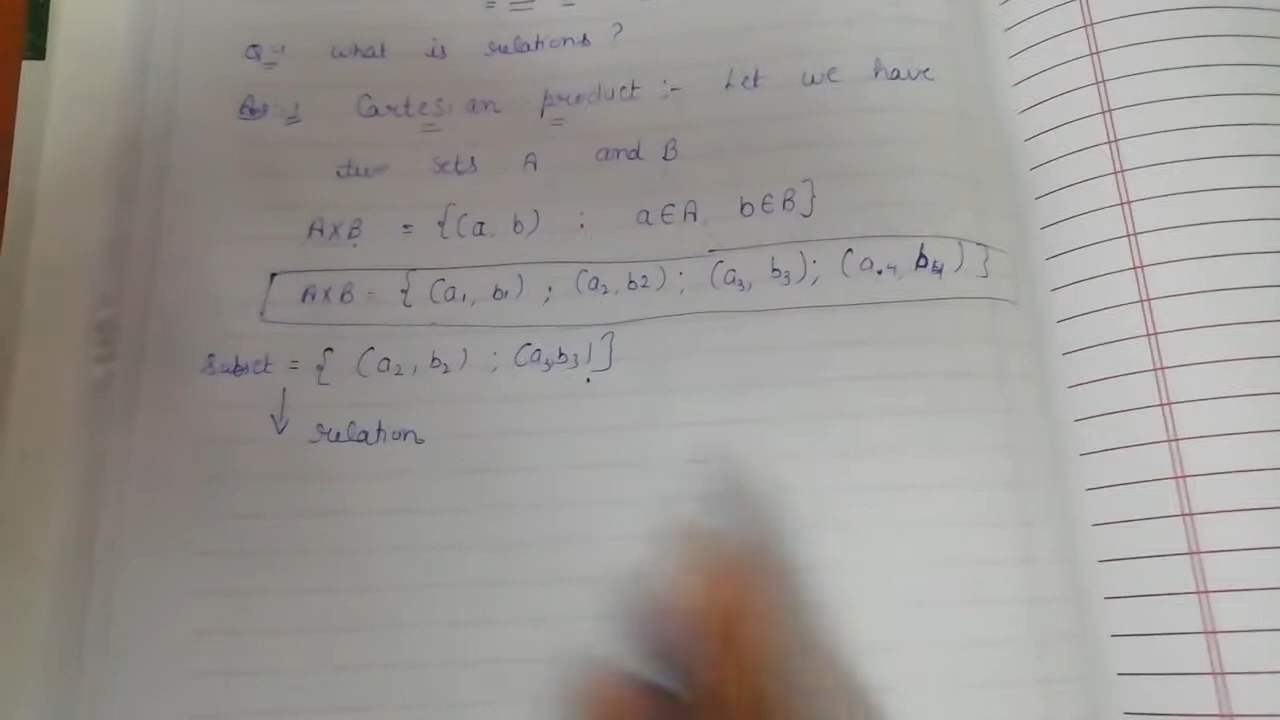 Q:- What is relations ?
Ans :- Cartesian product :- Let we have
two sets A and B
A×B = {(a, b) ; a∈A, b∈B}
A×B = { (a₁, b₁) ; (a₂, b2) ; (a₃, b₃); (a₄, b₄) }
Subset = { (a₂, b₂) ; (a₃,b₃)}
↓ relation